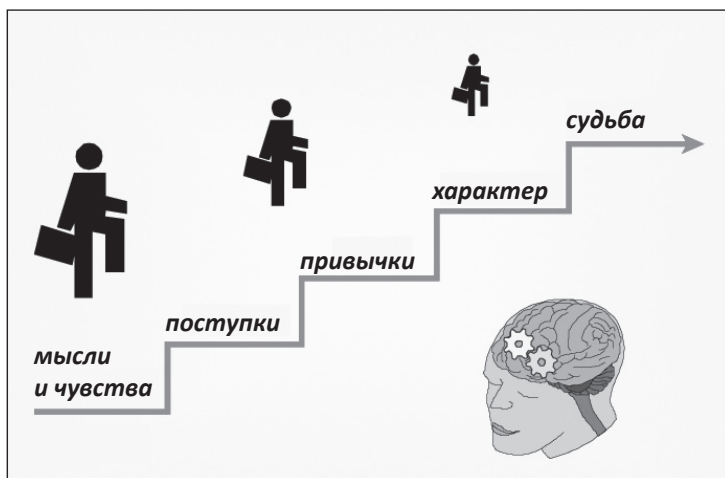 мысли
и чувства
поступки
привычки
характер
судьба